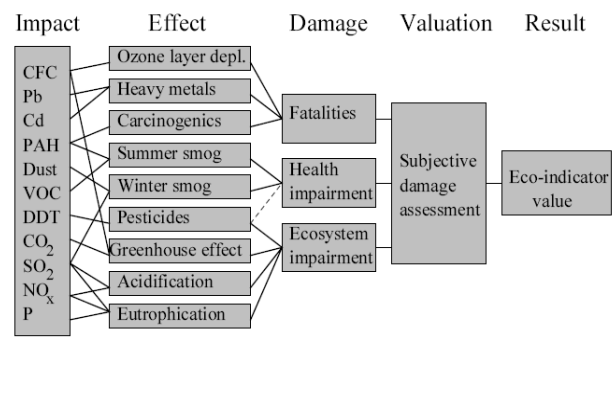 Impact Effect Damage Valuation Result
CFC
Pb
Cd
PAH
Dust
VOC
DDT
CO2
SO2
NOx
P
Ozone layer depl.
Heavy metals
Carcinogenics
Summer smog
Winter smog
Pesticides
Greenhouse effect
Acidification
Eutrophication
Fatalities
Health
impairment
Ecosystem
impairment
Subjective
damage
assessment
Eco-indicator
value